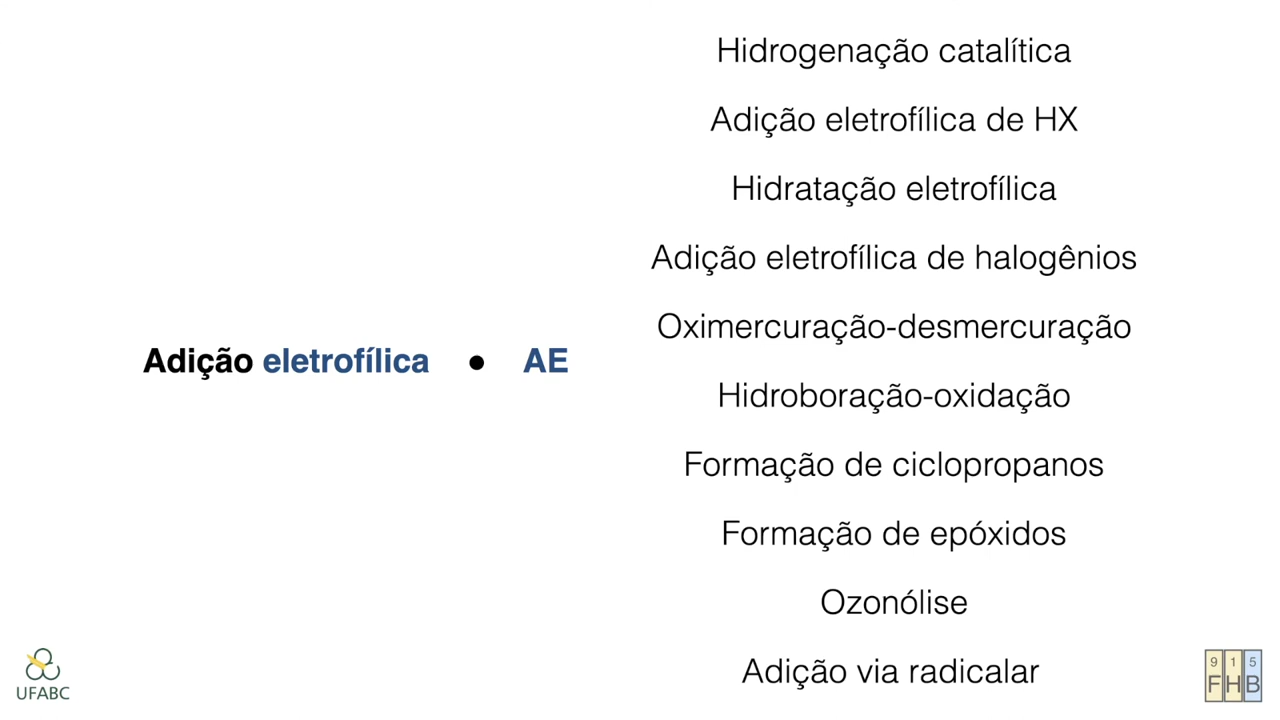 Hidrogenação catalítica
Adição eletrofílica de HX
Hidratação eletrofílica
Adição eletrofílica de halogênios
Oximercuração-desmercuração
Adição eletrofílica • AE
Hidroboração-oxidação
Formação de ciclopropanos
Formação de epóxidos
Ozonólise
Adição via radicalar
UFABC
9 1 5
F H B